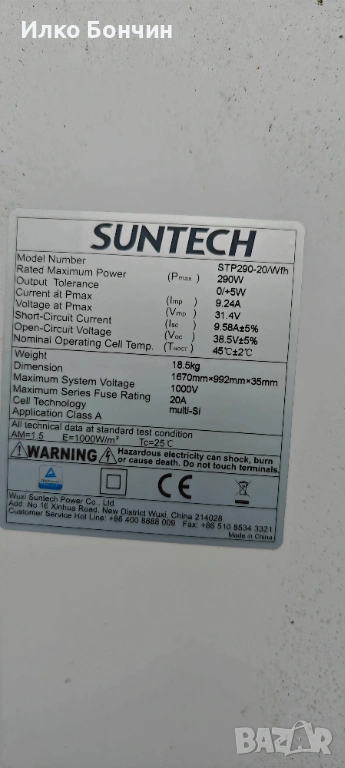 Илко Бончин
SUNTECH
Model Number STP290-20/Wfh
Rated Maximum Power (Pmax) 290W
Output Tolerance 0/+5W
Current at Pmax (Imp) 9.24A
Voltage at Pmax (Vmp) 31.4V
Short-Circuit Current (Isc) 9.58A±5%
Open-Circuit Voltage (Voc) 38.5V±5%
Nominal Operating Cell Temp. (TNOCT) 45℃±2℃
Weight 18.5kg
Dimension 1670mm×992mm×35mm
Maximum System Voltage 1000V
Maximum Series Fuse Rating 20A
Cell Technology multi-Si
Application Class A
All technical data at standard test condition
AM=1.5 E=1000W/m² Tc=25℃
WARNING Hazardous electricity can shock, burn
or cause death. Do not touch terminals.
CE
Wuxi Suntech Power Co., Ltd.
Add: No 16 Xinhua Road, New District Wuxi, China 214028
Customer Service Hot Line: +86 400 8888 009 Fax: +86 510 8534 3321
Made in China
BAZAR